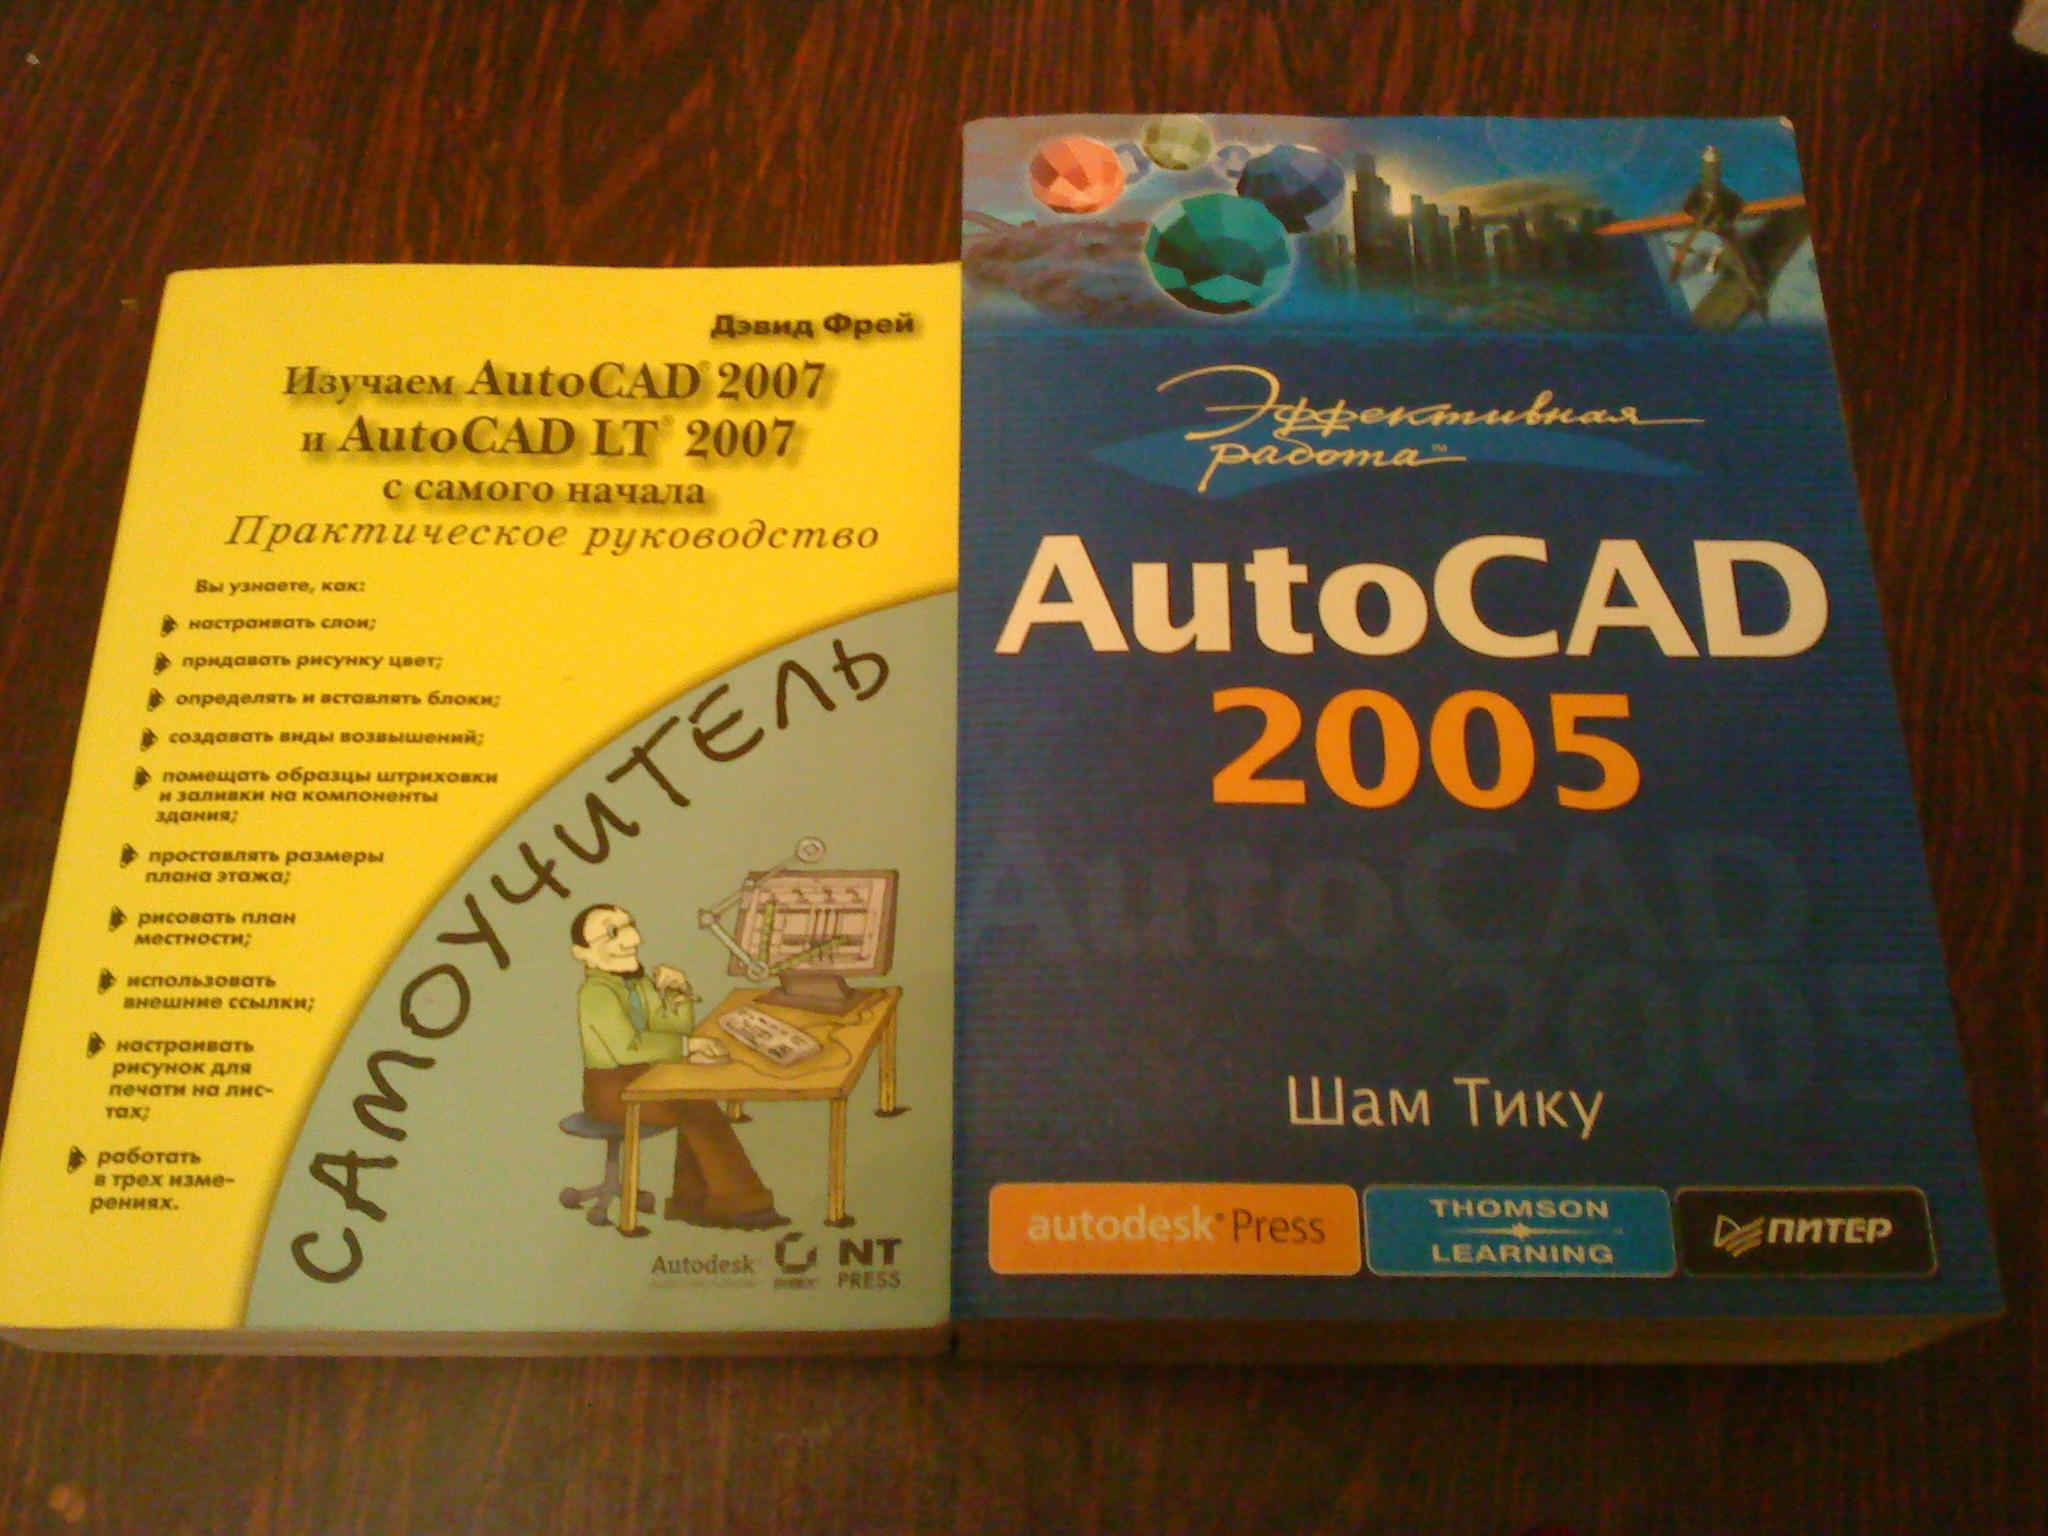 Дэвид Фрей
Изучаем AutoCAD® 2007
и AutoCAD LT® 2007
с самого начала
Практическое руководство
Вы узнаете, как:
настраивать слои;
придавать рисунку цвет;
определять и вставлять блоки;
создавать виды возвышений;
помещать образцы штриховки
и заливки на компоненты
здания;
проставлять размеры
плана этажа;
рисовать план
местности;
использовать
внешние ссылки;
настраивать
рисунок для
печати на лис-
тах;
работать
в трех изме-
рениях.
САМОУЧИТЕЛЬ
Autodesk
NT
PRESS
Эффективная
работа™
AutoCAD
2005
AutoCAD
2005
Шам Тику
autodesk® Press
THOMSON
LEARNING
ПИТЕР